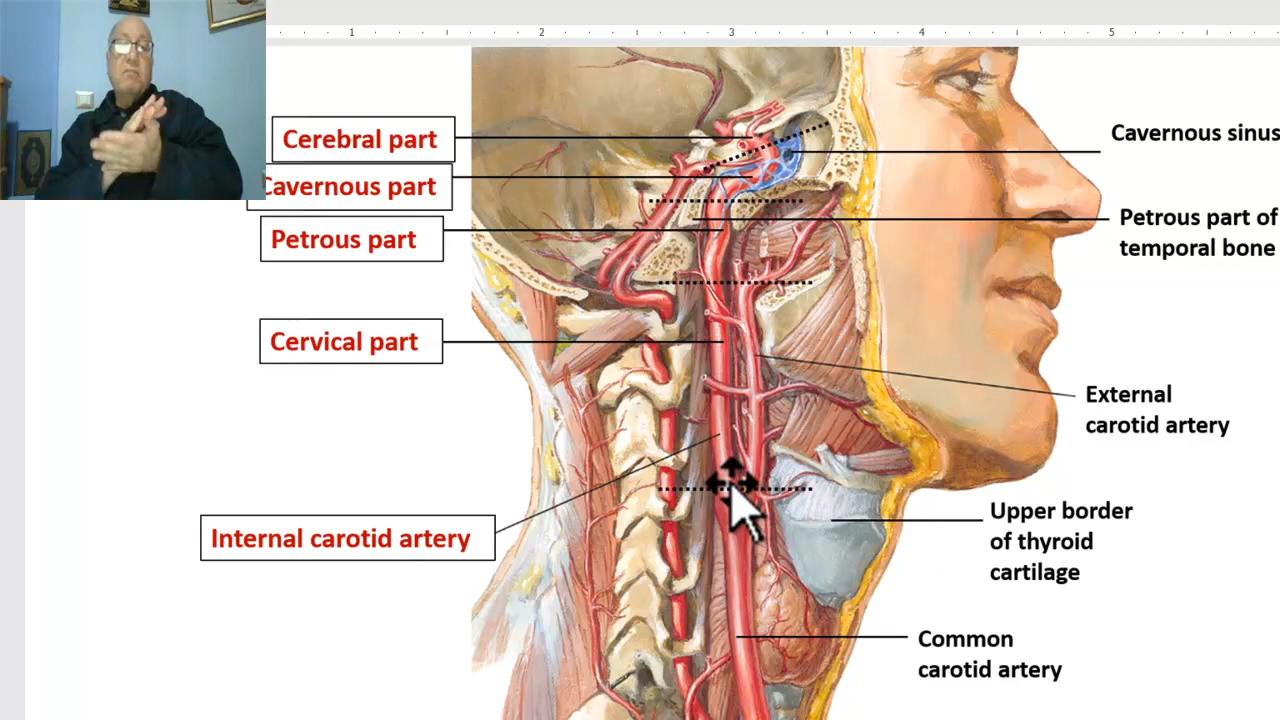 1 2 3 4 5
Cerebral part
Cavernous part
Petrous part
Cervical part
Internal carotid artery
Cavernous sinus
Petrous part of
temporal bone
External
carotid artery
Upper border
of thyroid
cartilage
Common
carotid artery